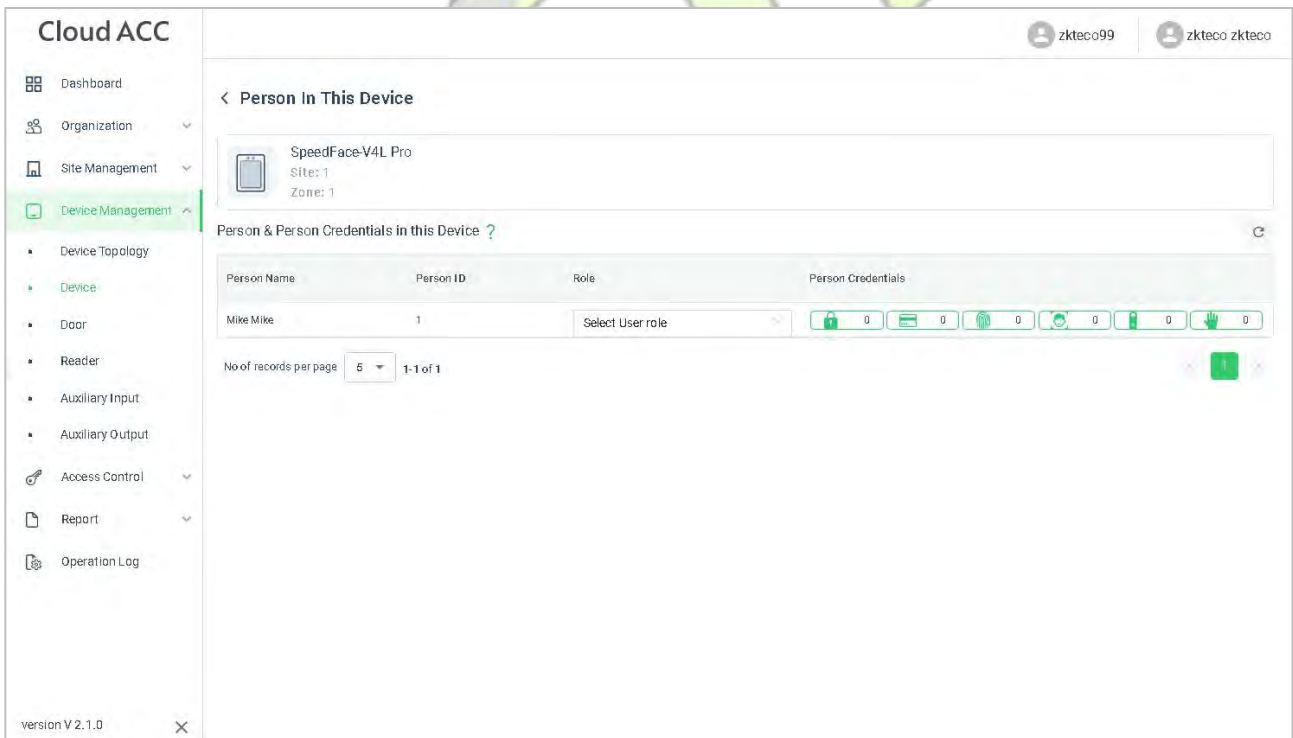 Cloud ACC
zkteco99
zkteco zkteco
Dashboard
Organization
Site Management
Device Management
Device Topology
Device
Door
Reader
Auxiliary Input
Auxiliary Output
Access Control
Report
Operation Log
version V 2.1.0
< Person In This Device
SpeedFace-V4L Pro
Site: 1
Zone: 1
Person & Person Credentials in this Device ?
Person Name Person ID Role Person Credentials
Mike Mike 1 Select User role 0 0 0 0 0 0
No of records per page 5 1-1 of 1 1